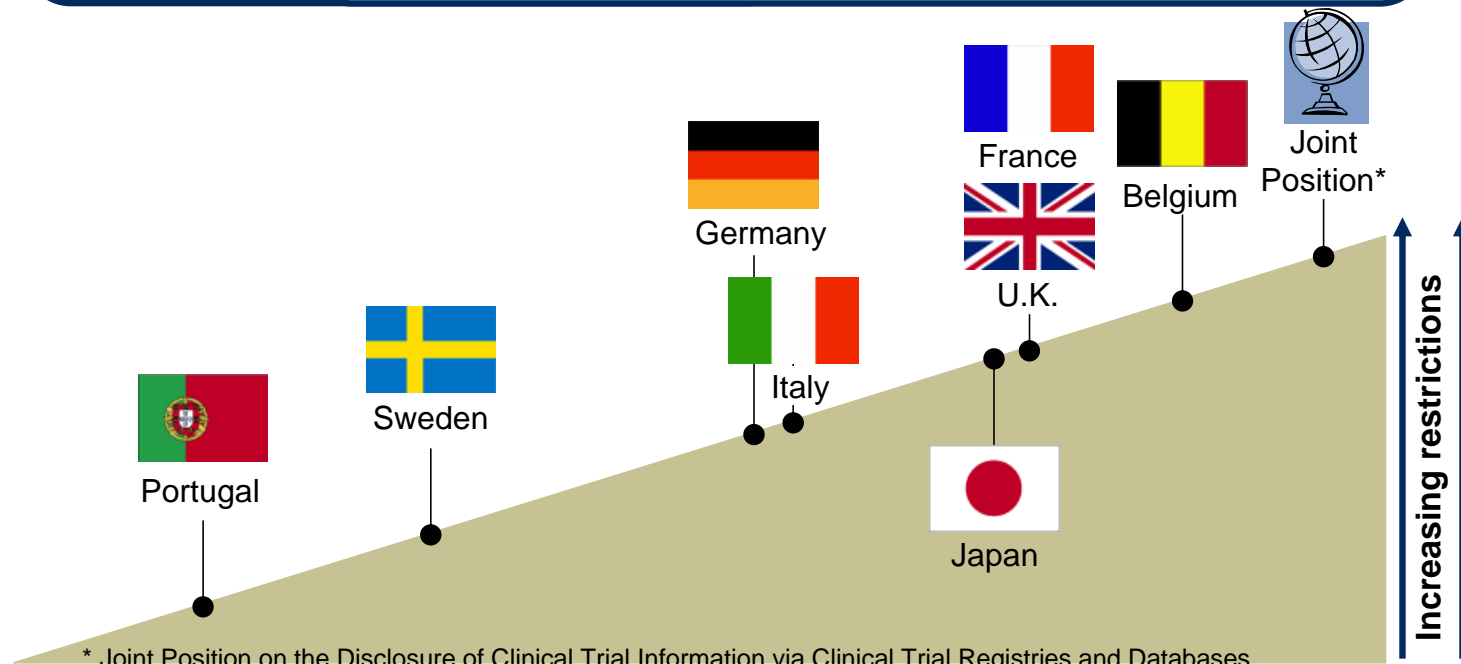 France
Joint
Position*
Belgium
Germany
U.K.
Italy
Sweden
Portugal
Japan
Increasing restrictions
* Joint Position on the Disclosure of Clinical Trial Information via Clinical Trial Registries and Databases